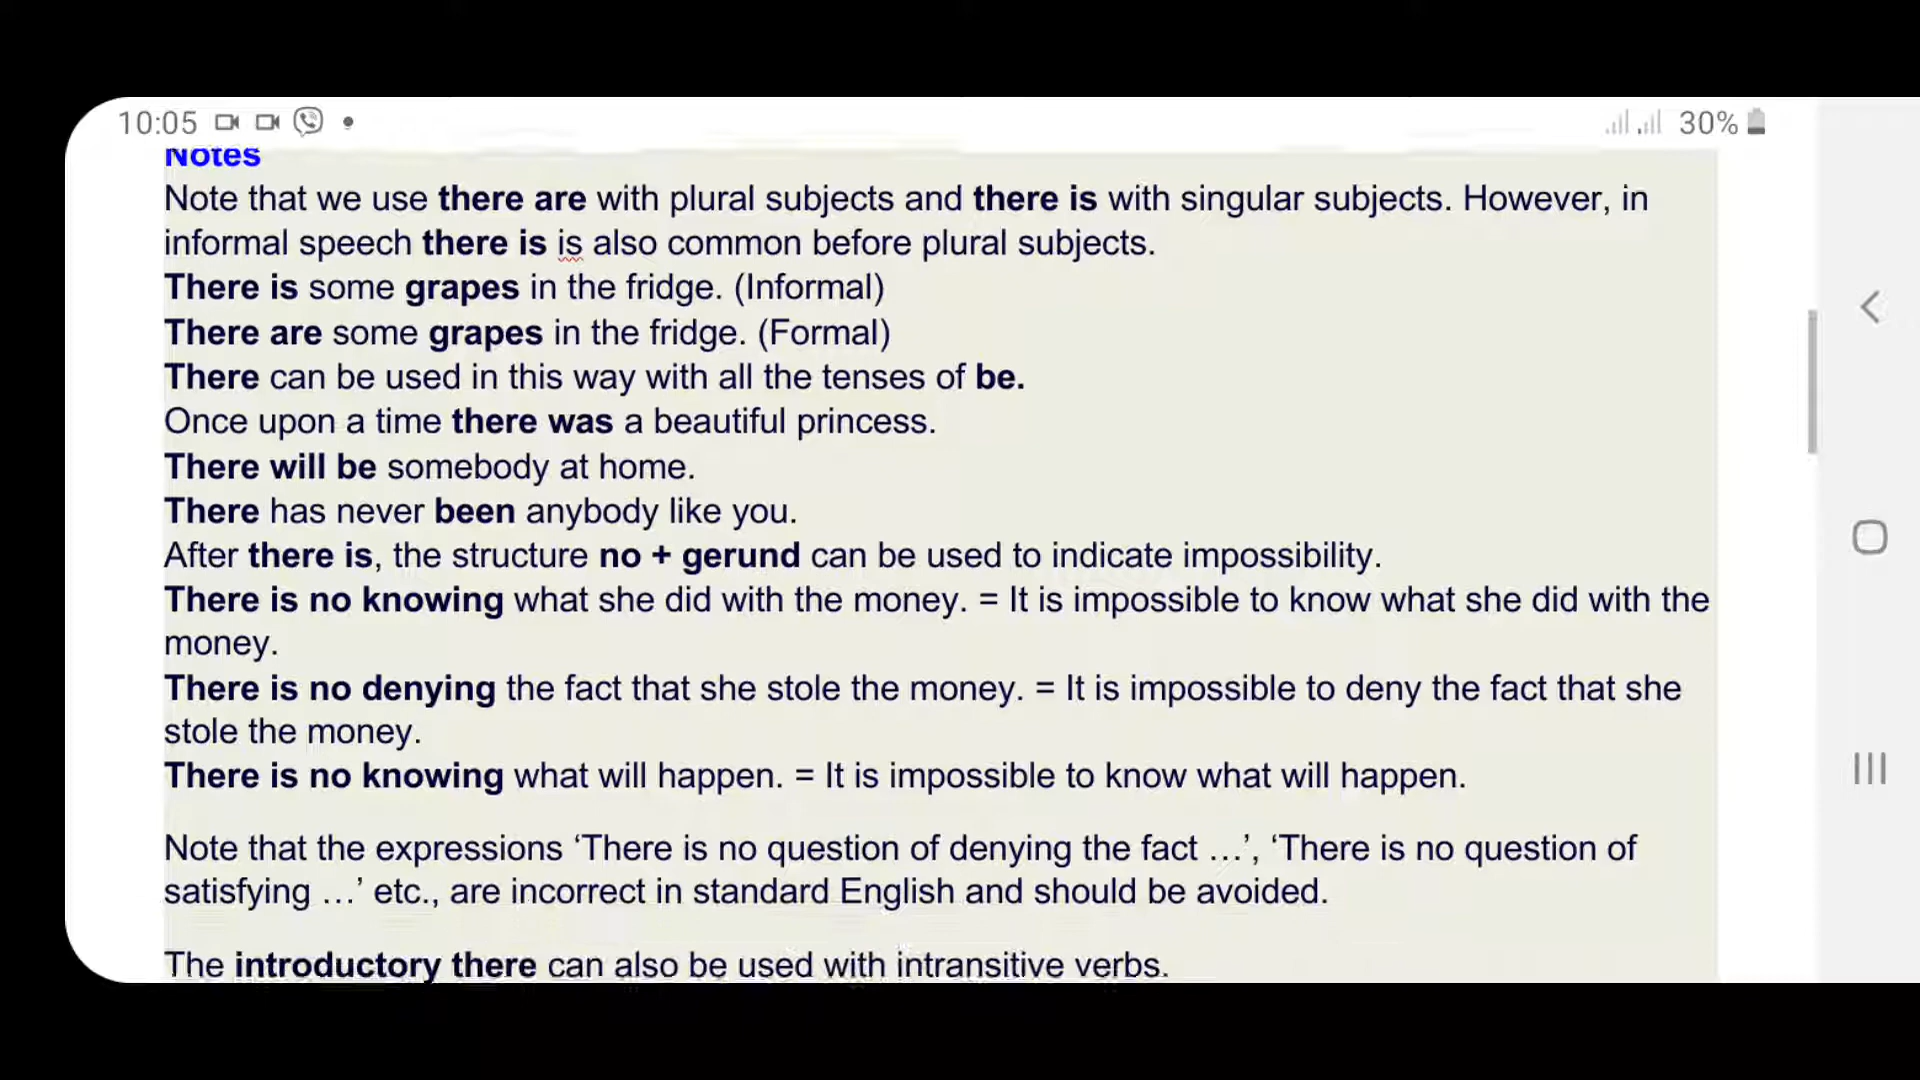 10:05
30%
Notes
Note that we use there are with plural subjects and there is with singular subjects. However, in
informal speech there is is also common before plural subjects.
There is some grapes in the fridge. (Informal)
There are some grapes in the fridge. (Formal)
There can be used in this way with all the tenses of be.
Once upon a time there was a beautiful princess.
There will be somebody at home.
There has never been anybody like you.
After there is, the structure no + gerund can be used to indicate impossibility.
There is no knowing what she did with the money. = It is impossible to know what she did with the
money.
There is no denying the fact that she stole the money. = It is impossible to deny the fact that she
stole the money.
There is no knowing what will happen. = It is impossible to know what will happen.
Note that the expressions ‘There is no question of denying the fact …’, ‘There is no question of
satisfying …’ etc., are incorrect in standard English and should be avoided.
The introductory there can also be used with intransitive verbs.